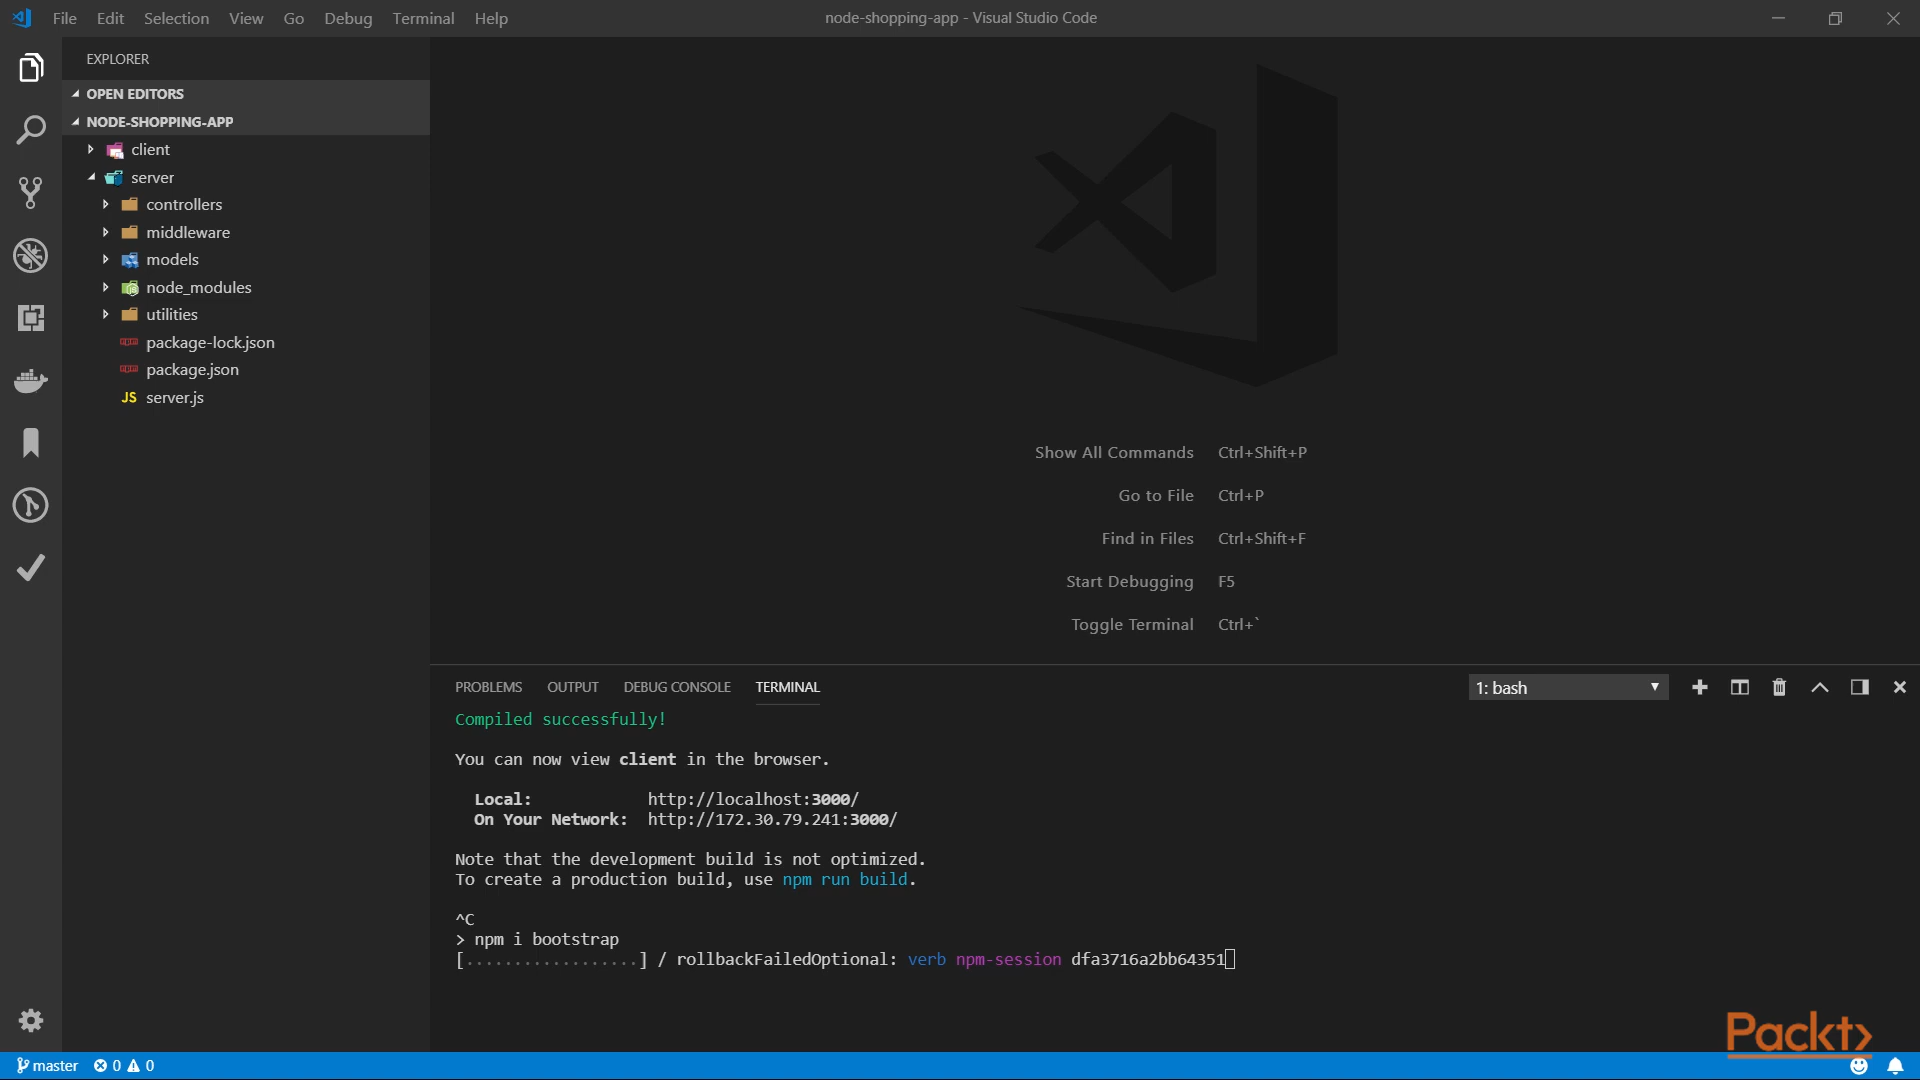 File Edit Selection View Go Debug Terminal Help
node-shopping-app - Visual Studio Code
EXPLORER
OPEN EDITORS
NODE-SHOPPING-APP
client
server
controllers
middleware
models
node_modules
utilities
package-lock.json
package.json
JS server.js
Show All Commands Ctrl+Shift+P
Go to File Ctrl+P
Find in Files Ctrl+Shift+F
Start Debugging F5
Toggle Terminal Ctrl+`
PROBLEMS OUTPUT DEBUG CONSOLE TERMINAL
1: bash
Compiled successfully!
You can now view client in the browser.
Local: http://localhost:3000/
On Your Network: http://172.30.79.241:3000/
Note that the development build is not optimized.
To create a production build, use npm run build.
^C
> npm i bootstrap
[..................] / rollbackFailedOptional: verb npm-session dfa3716a2bb64351
Packt>
master 0 0